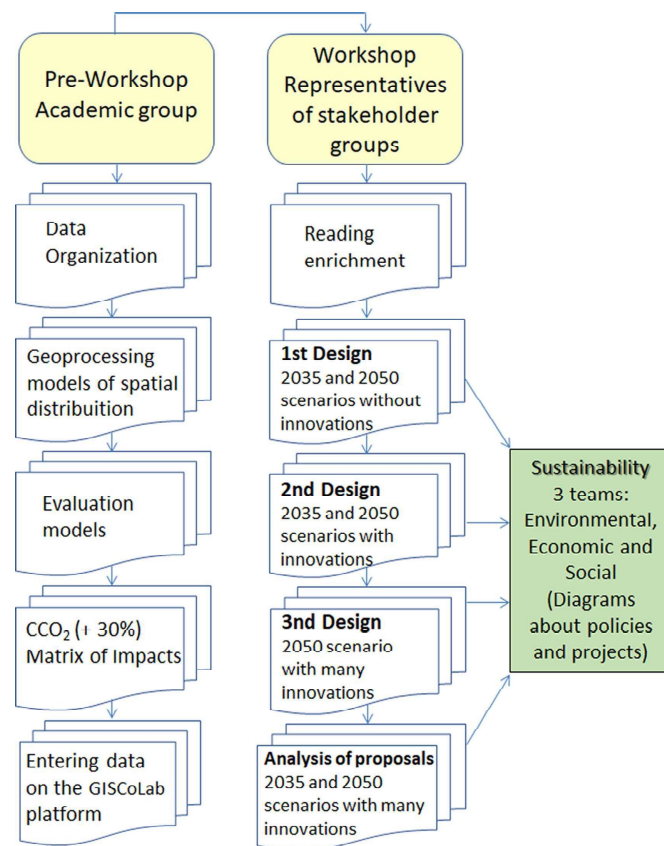 Pre-Workshop
Academic group
Data
Organization
Geoprocessing
models of spatial
distribuition
Evaluation
models
CCO₂ (+ 30%)
Matrix of Impacts
Entering data
on the GISCoLab
platform
Workshop
Representatives
of stakeholder
groups
Reading
enrichment
1st Design
2035 and 2050
scenarios without
innovations
2nd Design
2035 and 2050
scenarios with
innovations
3nd Design
2050 scenario
with many
innovations
Analysis of proposals
2035 and 2050
scenarios with many
innovations
Sustainability
3 teams:
Environmental,
Economic and
Social
(Diagrams
about policies
and projects)